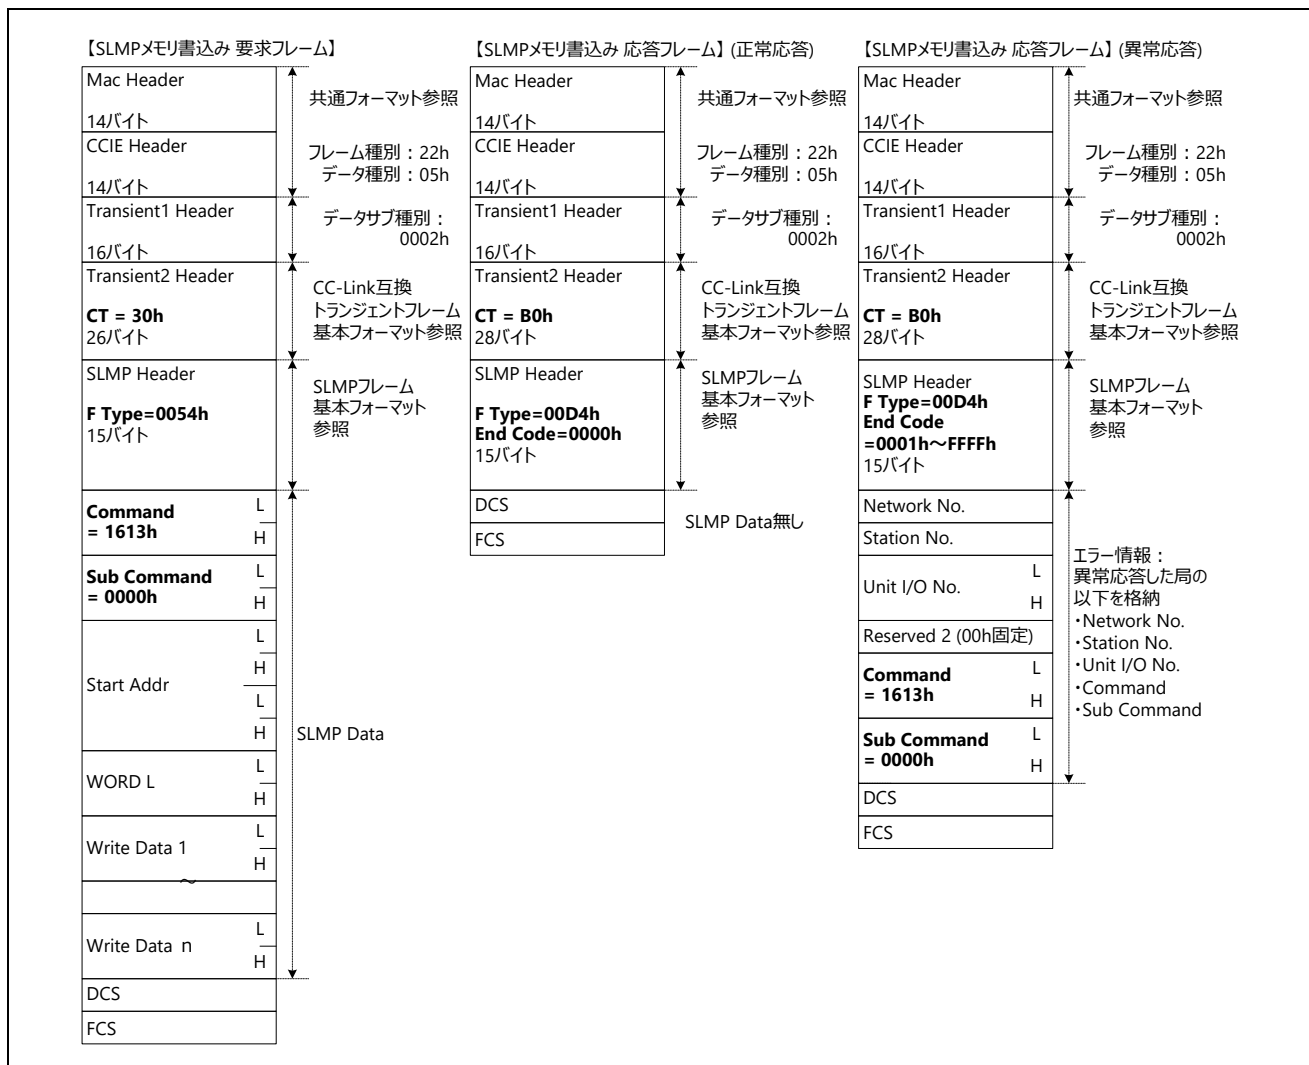 【SLMPメモリ書込み 要求フレーム】
Mac Header
14バイト
共通フォーマット参照
CCIE Header
14バイト
フレーム種別：22h
データ種別：05h
Transient1 Header
16バイト
データサブ種別：
0002h
Transient2 Header
CT = 30h
26バイト
CC-Link互換
トランジェントフレーム
基本フォーマット参照
SLMP Header
F Type=0054h
15バイト
SLMPフレーム
基本フォーマット
参照
Command
= 1613h
L
H
Sub Command
= 0000h
L
H
Start Addr
L
H
L
H
SLMP Data
WORD L
L
H
Write Data 1
L
H
～
Write Data n
L
H
DCS
FCS
【SLMPメモリ書込み 応答フレーム】 (正常応答)
Mac Header
14バイト
共通フォーマット参照
CCIE Header
14バイト
フレーム種別：22h
データ種別：05h
Transient1 Header
16バイト
データサブ種別：
0002h
Transient2 Header
CT = B0h
28バイト
CC-Link互換
トランジェントフレーム
基本フォーマット参照
SLMP Header
F Type=00D4h
End Code=0000h
15バイト
SLMPフレーム
基本フォーマット
参照
DCS
FCS
SLMP Data無し
【SLMPメモリ書込み 応答フレーム】 (異常応答)
Mac Header
14バイト
共通フォーマット参照
CCIE Header
14バイト
フレーム種別：22h
データ種別：05h
Transient1 Header
16バイト
データサブ種別：
0002h
Transient2 Header
CT = B0h
28バイト
CC-Link互換
トランジェントフレーム
基本フォーマット参照
SLMP Header
F Type=00D4h
End Code
=0001h～FFFFh
15バイト
SLMPフレーム
基本フォーマット
参照
Network No.
Station No.
Unit I/O No.
L
H
Reserved 2 (00h固定)
Command
= 1613h
L
H
Sub Command
= 0000h
L
H
エラー情報：
異常応答した局の
以下を格納
・Network No.
・Station No.
・Unit I/O No.
・Command
・Sub Command
DCS
FCS